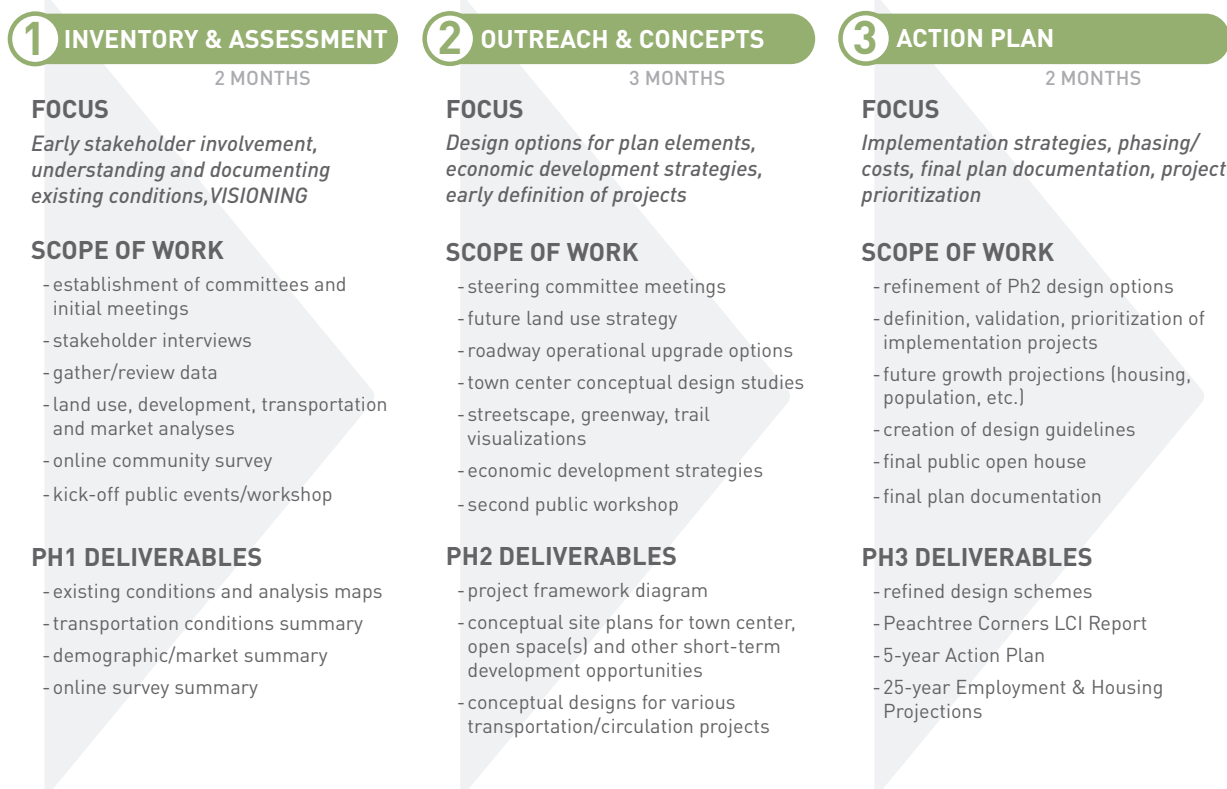 1 INVENTORY & ASSESSMENT
2 MONTHS
FOCUS
Early stakeholder involvement,
understanding and documenting
existing conditions,VISIONING
SCOPE OF WORK
- establishment of committees and
initial meetings
- stakeholder interviews
- gather/review data
- land use, development, transportation
and market analyses
- online community survey
- kick-off public events/workshop
PH1 DELIVERABLES
- existing conditions and analysis maps
- transportation conditions summary
- demographic/market summary
- online survey summary
2 OUTREACH & CONCEPTS
3 MONTHS
FOCUS
Design options for plan elements,
economic development strategies,
early definition of projects
SCOPE OF WORK
- steering committee meetings
- future land use strategy
- roadway operational upgrade options
- town center conceptual design studies
- streetscape, greenway, trail
visualizations
- economic development strategies
- second public workshop
PH2 DELIVERABLES
- project framework diagram
- conceptual site plans for town center,
open space(s) and other short-term
development opportunities
- conceptual designs for various
transportation/circulation projects
3 ACTION PLAN
2 MONTHS
FOCUS
Implementation strategies, phasing/
costs, final plan documentation, project
prioritization
SCOPE OF WORK
- refinement of Ph2 design options
- definition, validation, prioritization of
implementation projects
- future growth projections (housing,
population, etc.)
- creation of design guidelines
- final public open house
- final plan documentation
PH3 DELIVERABLES
- refined design schemes
- Peachtree Corners LCI Report
- 5-year Action Plan
- 25-year Employment & Housing
Projections